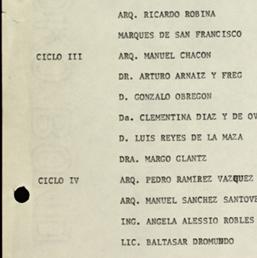 ARQ. RICARDO ROBINA
MARQUES DE SAN FRANCISCO
CICLO III ARQ. MANUEL CHACON
DR. ARTURO ARNAIZ Y FREG
D. GONZALO OBREGON
Da. CLEMENTINA DIAZ Y DE OV
D. LUIS REYES DE LA MAZA
DRA. MARGO GLANTZ
CICLO IV ARQ. PEDRO RAMIREZ VAZQUEZ
ARQ. MANUEL SANCHEZ SANTOVE
ING. ANGELA ALESSIO ROBLES
LIC. BALTASAR DROMUNDO